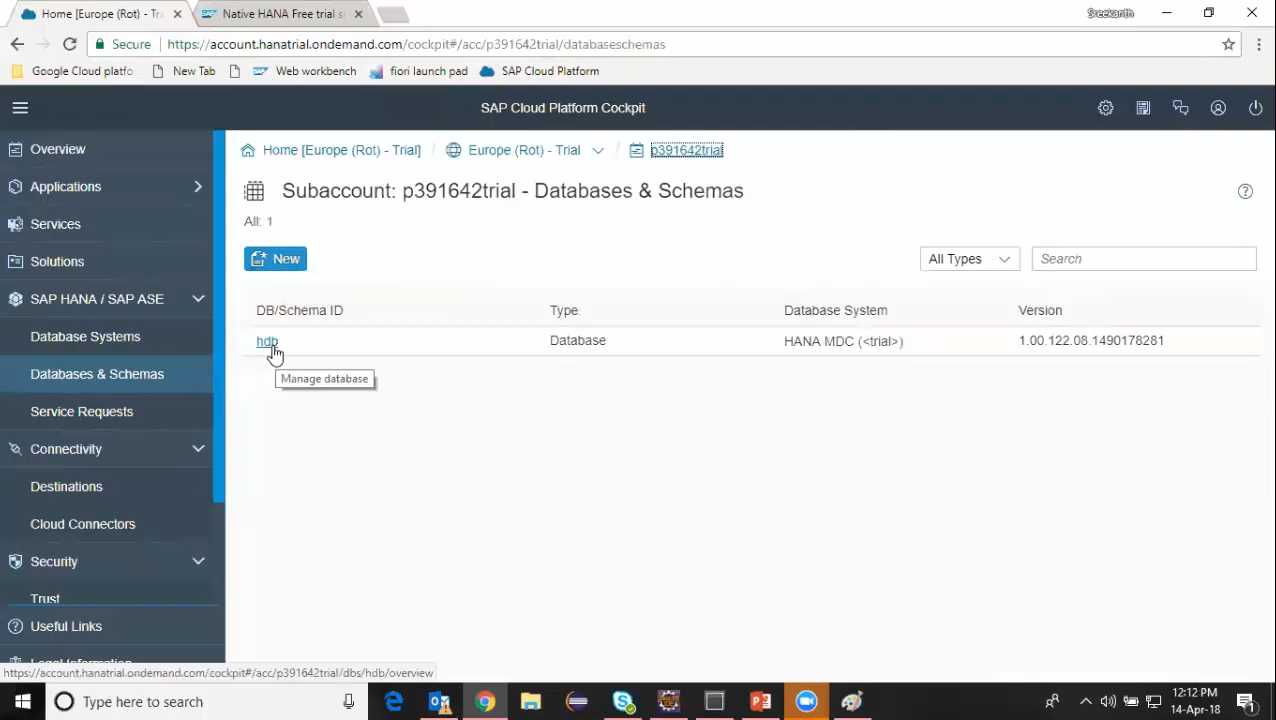 Home [Europe (Rot) - Tri
Native HANA Free trial s
Sreekanth
Secure
https://account.hanatrial.ondemand.com/cockpit#/acc/p391642trial/databaseschemas
Google Cloud platfo
New Tab
Web workbench
fiori launch pad
SAP Cloud Platform
SAP Cloud Platform Cockpit
Overview
Applications
Services
Solutions
SAP HANA / SAP ASE
Database Systems
Databases & Schemas
Service Requests
Connectivity
Destinations
Cloud Connectors
Security
Trust
Useful Links
Legal Information
Home [Europe (Rot) - Trial]
/
Europe (Rot) - Trial
/
p391642trial
Subaccount: p391642trial - Databases & Schemas
All: 1
New
All Types
Search
DB/Schema ID
Type
Database System
Version
hdb
Database
HANA MDC (<trial>)
1.00.122.08.1490178281
Manage database
https://account.hanatrial.ondemand.com/cockpit#/acc/p391642trial/dbs/hdb/overview
Type here to search
12:12 PM
14-Apr-18